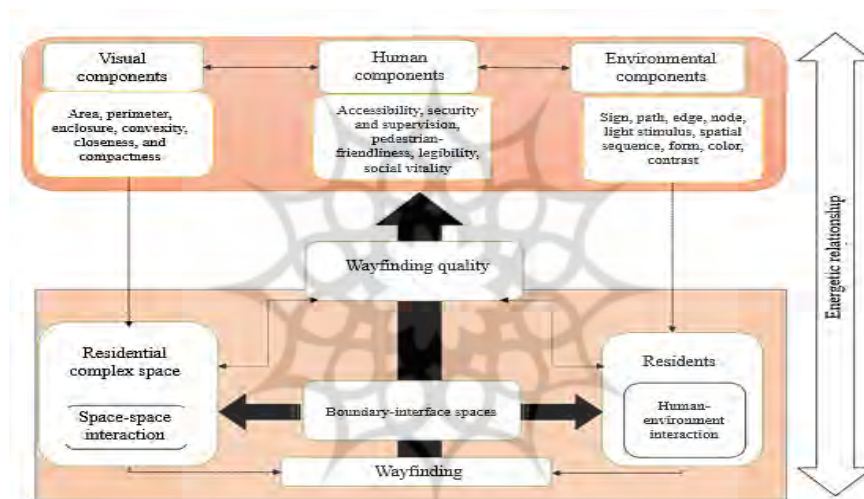 Visual
components
Human
components
Environmental
components
Area, perimeter,
enclosure, convexity,
closeness, and
compactness
Accessibility, security
and supervision,
pedestrian-
friendliness, legibility,
social vitality
Sign, path, edge, node,
light stimulus, spatial
sequence, form, color,
contrast
Wayfinding quality
Residential
complex space
Space-space
interaction
Boundary-interface spaces
Residents
Human-
environment
interaction
Wayfinding
Energetic relationship